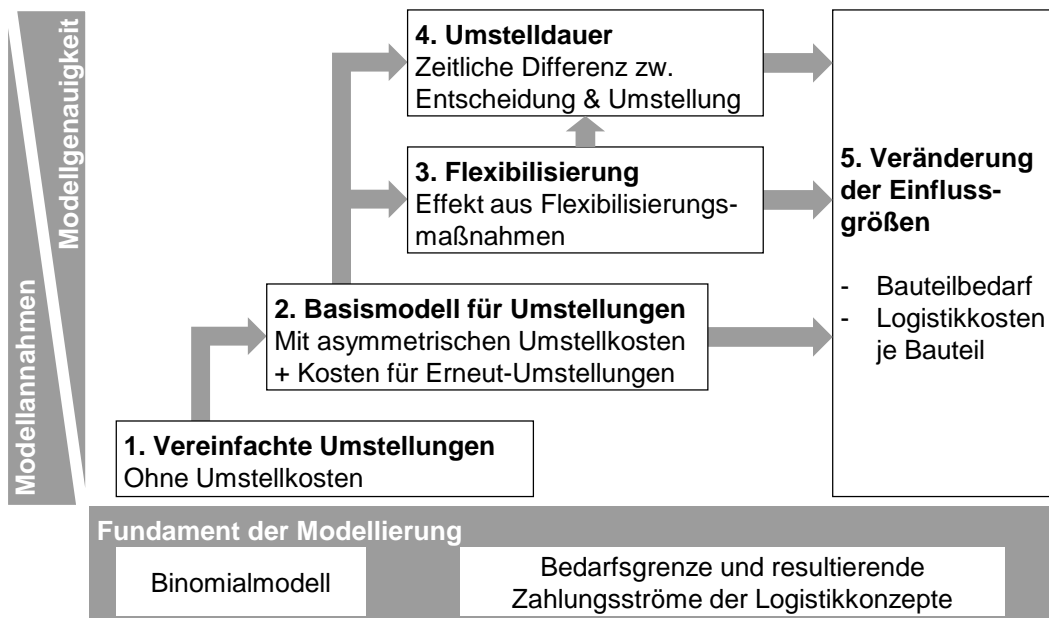 Modellannahmen
Modellgenauigkeit
4. Umstelldauer
Zeitliche Differenz zw.
Entscheidung & Umstellung
3. Flexibilisierung
Effekt aus Flexibilisierungs-
maßnahmen
2. Basismodell für Umstellungen
Mit asymmetrischen Umstellkosten
+ Kosten für Erneut-Umstellungen
1. Vereinfachte Umstellungen
Ohne Umstellkosten
5. Veränderung
der Einfluss-
größen
- Bauteilbedarf
- Logistikkosten
je Bauteil
Fundament der Modellierung
Binomialmodell
Bedarfsgrenze und resultierende
Zahlungsströme der Logistikkonzepte